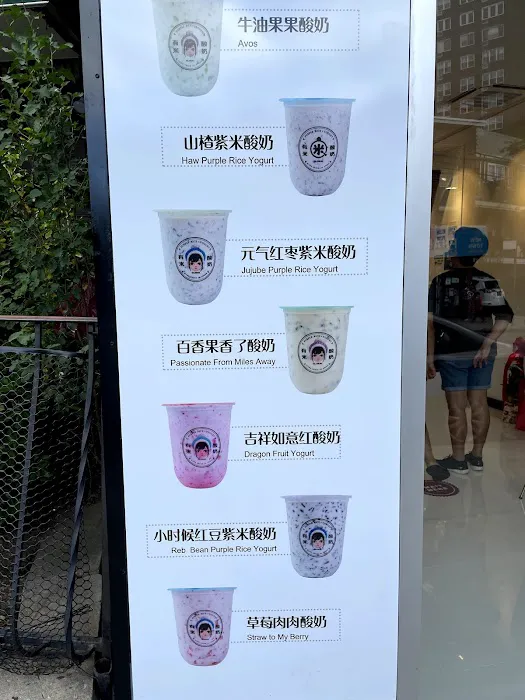 牛油果果酸奶
Avos
山楂紫米酸奶
Haw Purple Rice Yogurt
元气红枣紫米酸奶
Jujube Purple Rice Yogurt
百香果香了酸奶
Passionate From Miles Away
吉祥如意红酸奶
Dragon Fruit Yogurt
小时候红豆紫米酸奶
Reb Bean Purple Rice Yogurt
草莓肉肉酸奶
Straw to My Berry